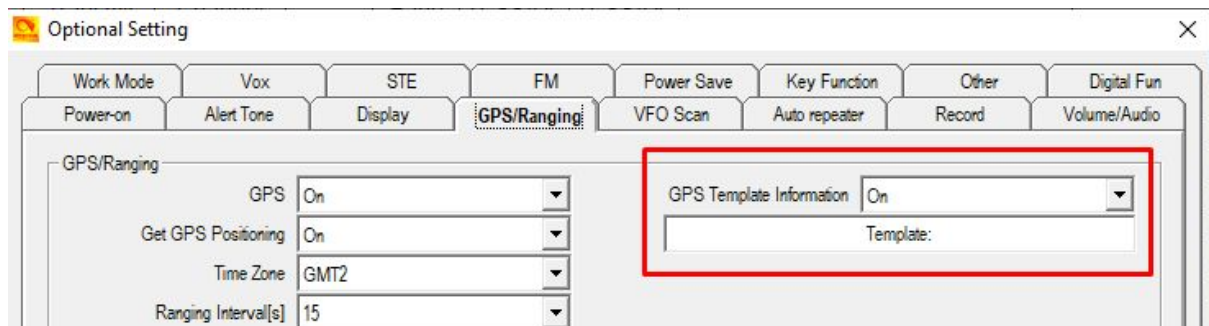 Optional Setting
Work Mode Vox STE FM Power Save Key Function Other Digital Fun
Power-on Alert Tone Display GPS/Ranging VFO Scan Auto repeater Record Volume/Audio
GPS/Ranging
GPS On GPS Template Information On
Get GPS Positioning On Template:
Time Zone GMT2
Ranging Interval[s] 15